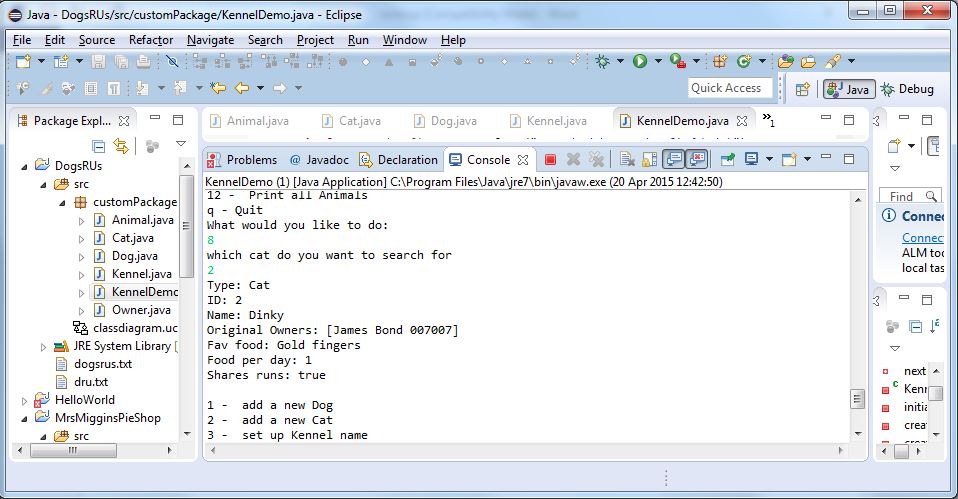 Java - DogsRUs/src/customPackage/KennelDemo.java - Eclipse
File Edit Source Refactor Navigate Search Project Run Window Help
Quick Access Java Debug
Package Expl...
DogsRUs
src
customPackage
Animal.java
Cat.java
Dog.java
Kennel.java
KennelDemo
Owner.java
classdiagram.uc
JRE System Library [
dogsrus.txt
dru.txt
HelloWorld
MrsMigginsPieShop
src
Animal.java Cat.java Dog.java Kennel.java KennelDemo.java »1
Problems @ Javadoc Declaration Console
KennelDemo (1) [Java Application] C:\Program Files\Java\jre7\bin\javaw.exe (20 Apr 2015 12:42:50)
12 - Print all Animals
q - Quit
What would you like to do:
8
which cat do you want to search for
2
Type: Cat
ID: 2
Name: Dinky
Original Owners: [James Bond 007007]
Fav food: Gold fingers
Food per day: 1
Shares runs: true
1 - add a new Dog
2 - add a new Cat
3 - set up Kennel name
Find
Connec
Connect
ALM too
local tas
next
Kenn
initia
creat